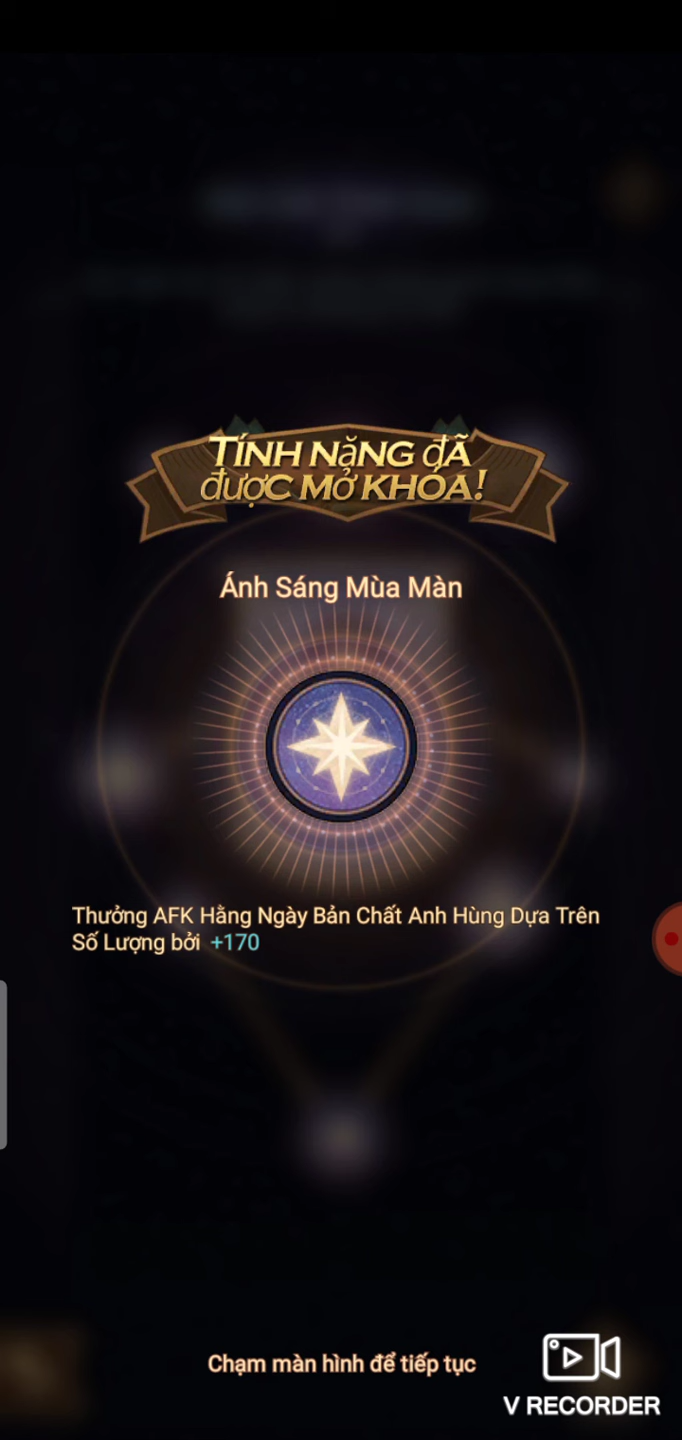 TÍNH NĂNG ĐÃ
ĐƯỢC MỞ KHÓA!
Ánh Sáng Mùa Màn
Thưởng AFK Hằng Ngày Bản Chất Anh Hùng Dựa Trên
Số Lượng bởi +170
Chạm màn hình để tiếp tục
V RECORDER